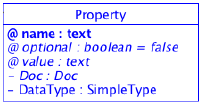 Property
@ name : text
@ optional : boolean = false
@ value : text
- Doc : Doc
- DataType : SimpleType